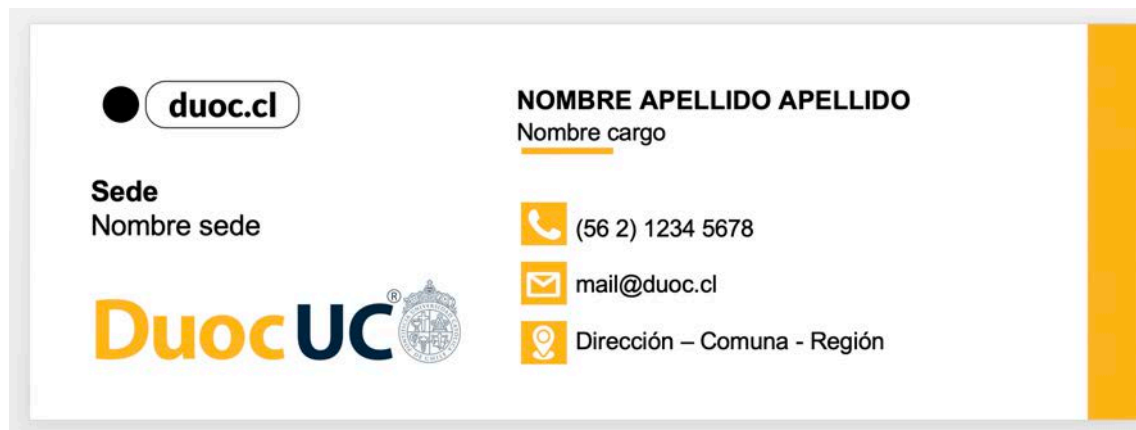 duoc.cl
Sede
Nombre sede
DuocUC®
NOMBRE APELLIDO APELLIDO
Nombre cargo
(56 2) 1234 5678
mail@duoc.cl
Dirección – Comuna - Región